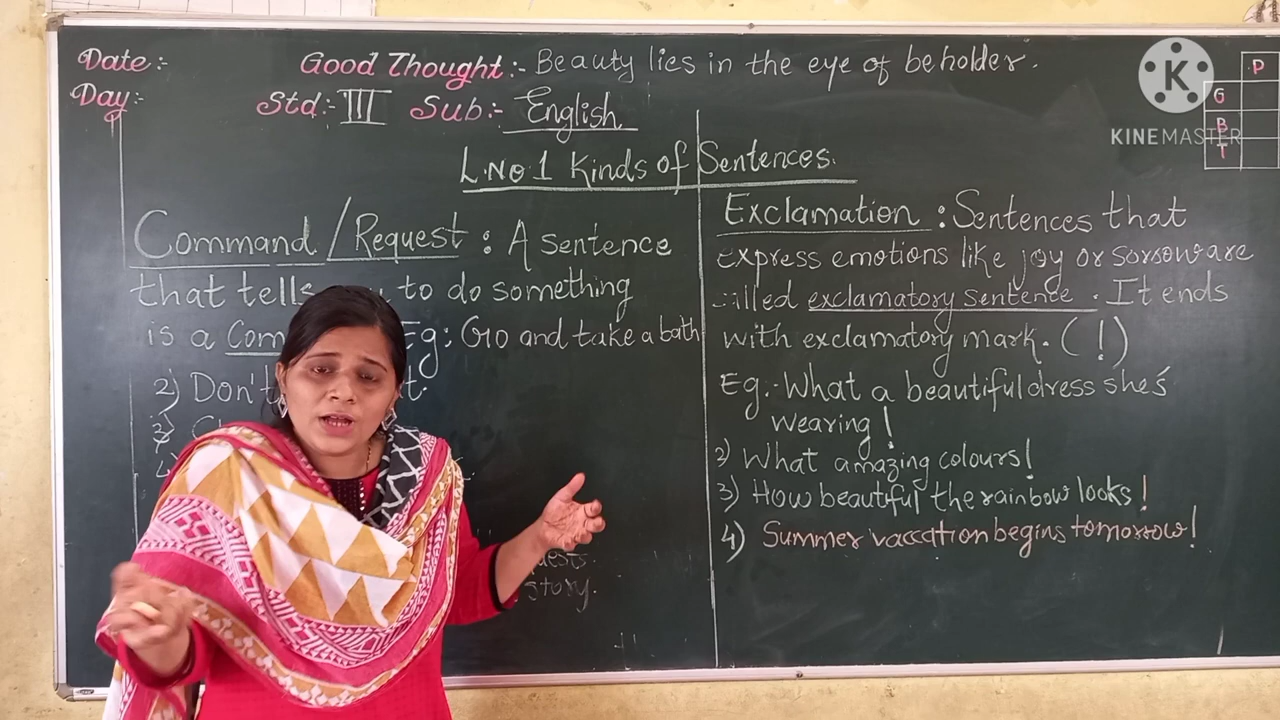 Date:-
Good Thought:- Beauty lies in the eye of beholder.
Day:-
Std:- III Sub:- English
P
G
B
T
KINEMASTER
L.No.1 Kinds of Sentences.
Command/Request: A sentence
that tells to do something
is a Eg: Go and take a bath
2) Don't
Exclamation: Sentences that
express emotions like joy or sorrow are
called exclamatory sentence. It ends
with exclamatory mark. (!)
Eg:- What a beautiful dress she's
wearing!
2) What amazing colours!
3) How beautiful the rainbow looks!
4) Summer vacation begins tomorrow!
story.